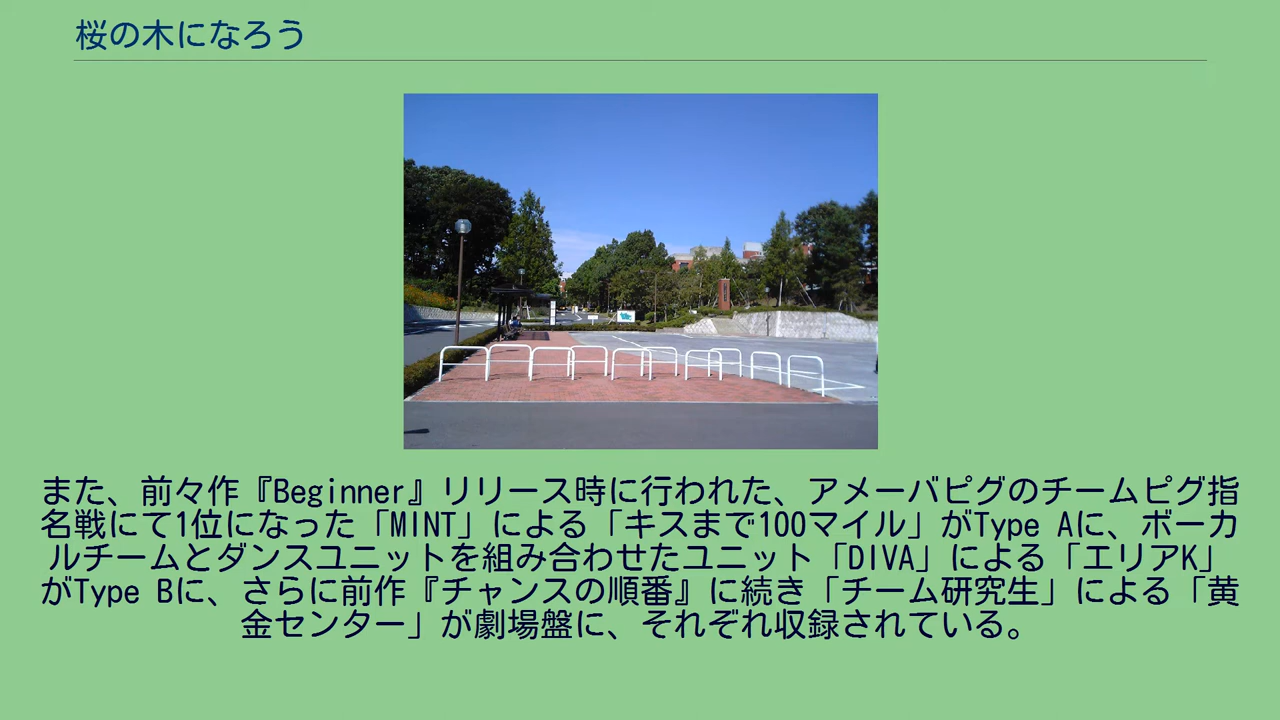 桜の木になろう
また、前々作『Beginner』リリース時に行われた、アメーバピグのチームピグ指
名戦にて1位になった「MINT」による「キスまで100マイル」がType Aに、ボーカ
ルチームとダンスユニットを組み合わせたユニット「DIVA」による「エリアK」
がType Bに、さらに前作『チャンスの順番』に続き「チーム研究生」による「黄
金センター」が劇場盤に、それぞれ収録されている。